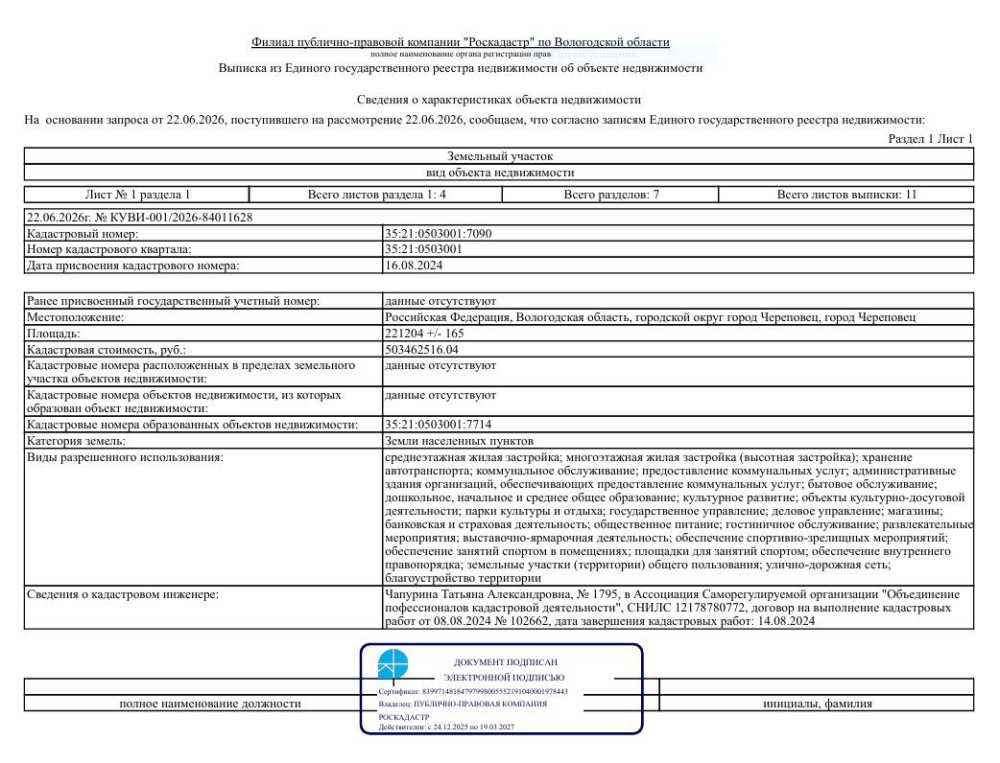 Филиал публично-правовой компании "Роскадастр" по Вологодской области
полное наименование органа регистрации прав
Выписка из Единого государственного реестра недвижимости об объекте недвижимости
Сведения о характеристиках объекта недвижимости
На основании запроса от 22.06.2026, поступившего на рассмотрение 22.06.2026, сообщаем, что согласно записям Единого государственного реестра недвижимости:
Раздел 1 Лист 1
Земельный участок
вид объекта недвижимости
Лист № 1 раздела 1 Всего листов раздела 1: 4 Всего разделов: 7 Всего листов выписки: 11
22.06.2026г. № КУВИ-001/2026-84011628
Кадастровый номер: 35:21:0503001:7090
Номер кадастрового квартала: 35:21:0503001
Дата присвоения кадастрового номера: 16.08.2024
Ранее присвоенный государственный учетный номер: данные отсутствуют
Местоположение: Российская Федерация, Вологодская область, городской округ город Череповец, город Череповец
Площадь: 221204 +/- 165
Кадастровая стоимость, руб.: 503462516.04
Кадастровые номера расположенных в пределах земельного
участка объектов недвижимости:
данные отсутствуют
Кадастровые номера объектов недвижимости, из которых
образован объект недвижимости:
данные отсутствуют
Кадастровые номера образованных объектов недвижимости: 35:21:0503001:7714
Категория земель: Земли населенных пунктов
Виды разрешенного использования:
среднеэтажная жилая застройка; многоэтажная жилая застройка (высотная застройка); хранение
автотранспорта; коммунальное обслуживание; предоставление коммунальных услуг; административные
здания организаций, обеспечивающих предоставление коммунальных услуг; бытовое обслуживание;
дошкольное, начальное и среднее общее образование; культурное развитие; объекты культурно-досуговой
деятельности; парки культуры и отдыха; государственное управление; деловое управление; магазины;
банковская и страховая деятельность; общественное питание; гостиничное обслуживание; развлекательные
мероприятия; выставочно-ярмарочная деятельность; обеспечение спортивно-зрелищных мероприятий;
обеспечение занятий спортом в помещениях; площадки для занятий спортом; обеспечение внутреннего
правопорядка; земельные участки (территории) общего пользования; улично-дорожная сеть;
благоустройство территории
Сведения о кадастровом инженере:
Чапурина Татьяна Александровна, № 1795, в Ассоциация Саморегулируемой организации "Объединение
пофессионалов кадастровой деятельности", СНИЛС 12178780772, договор на выполнение кадастровых
работ от 08.08.2024 № 102662, дата завершения кадастровых работ: 14.08.2024
ДОКУМЕНТ ПОДПИСАН
ЭЛЕКТРОННОЙ ПОДПИСЬЮ
Сертификат: 83997148184797998005552191040001978443
Владелец: ПУБЛИЧНО-ПРАВОВАЯ КОМПАНИЯ
РОСКАДАСТР
Действителен: с 24.12.2025 по 19.03.2027
полное наименование должности
инициалы, фамилия